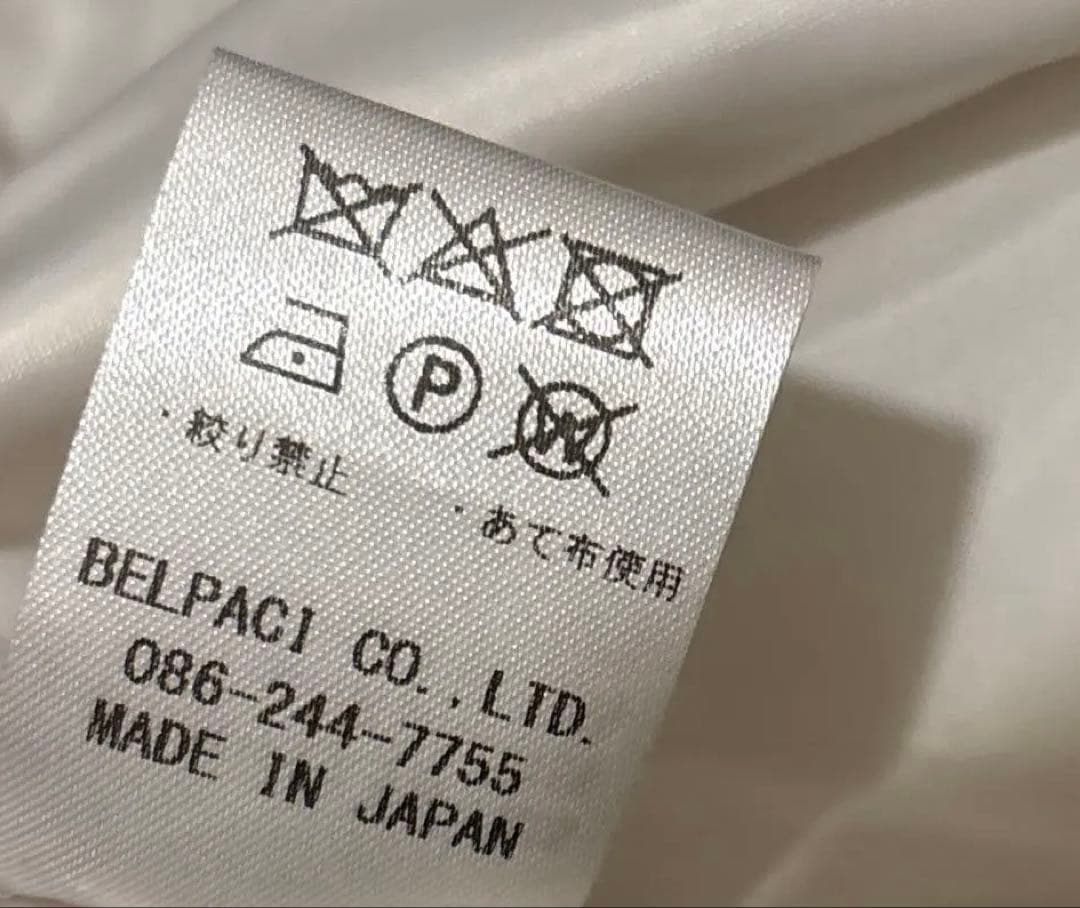 P
W
・絞り禁止
・あて布使用
BELPACI CO.,LTD.
086-244-7755
MADE IN JAPAN